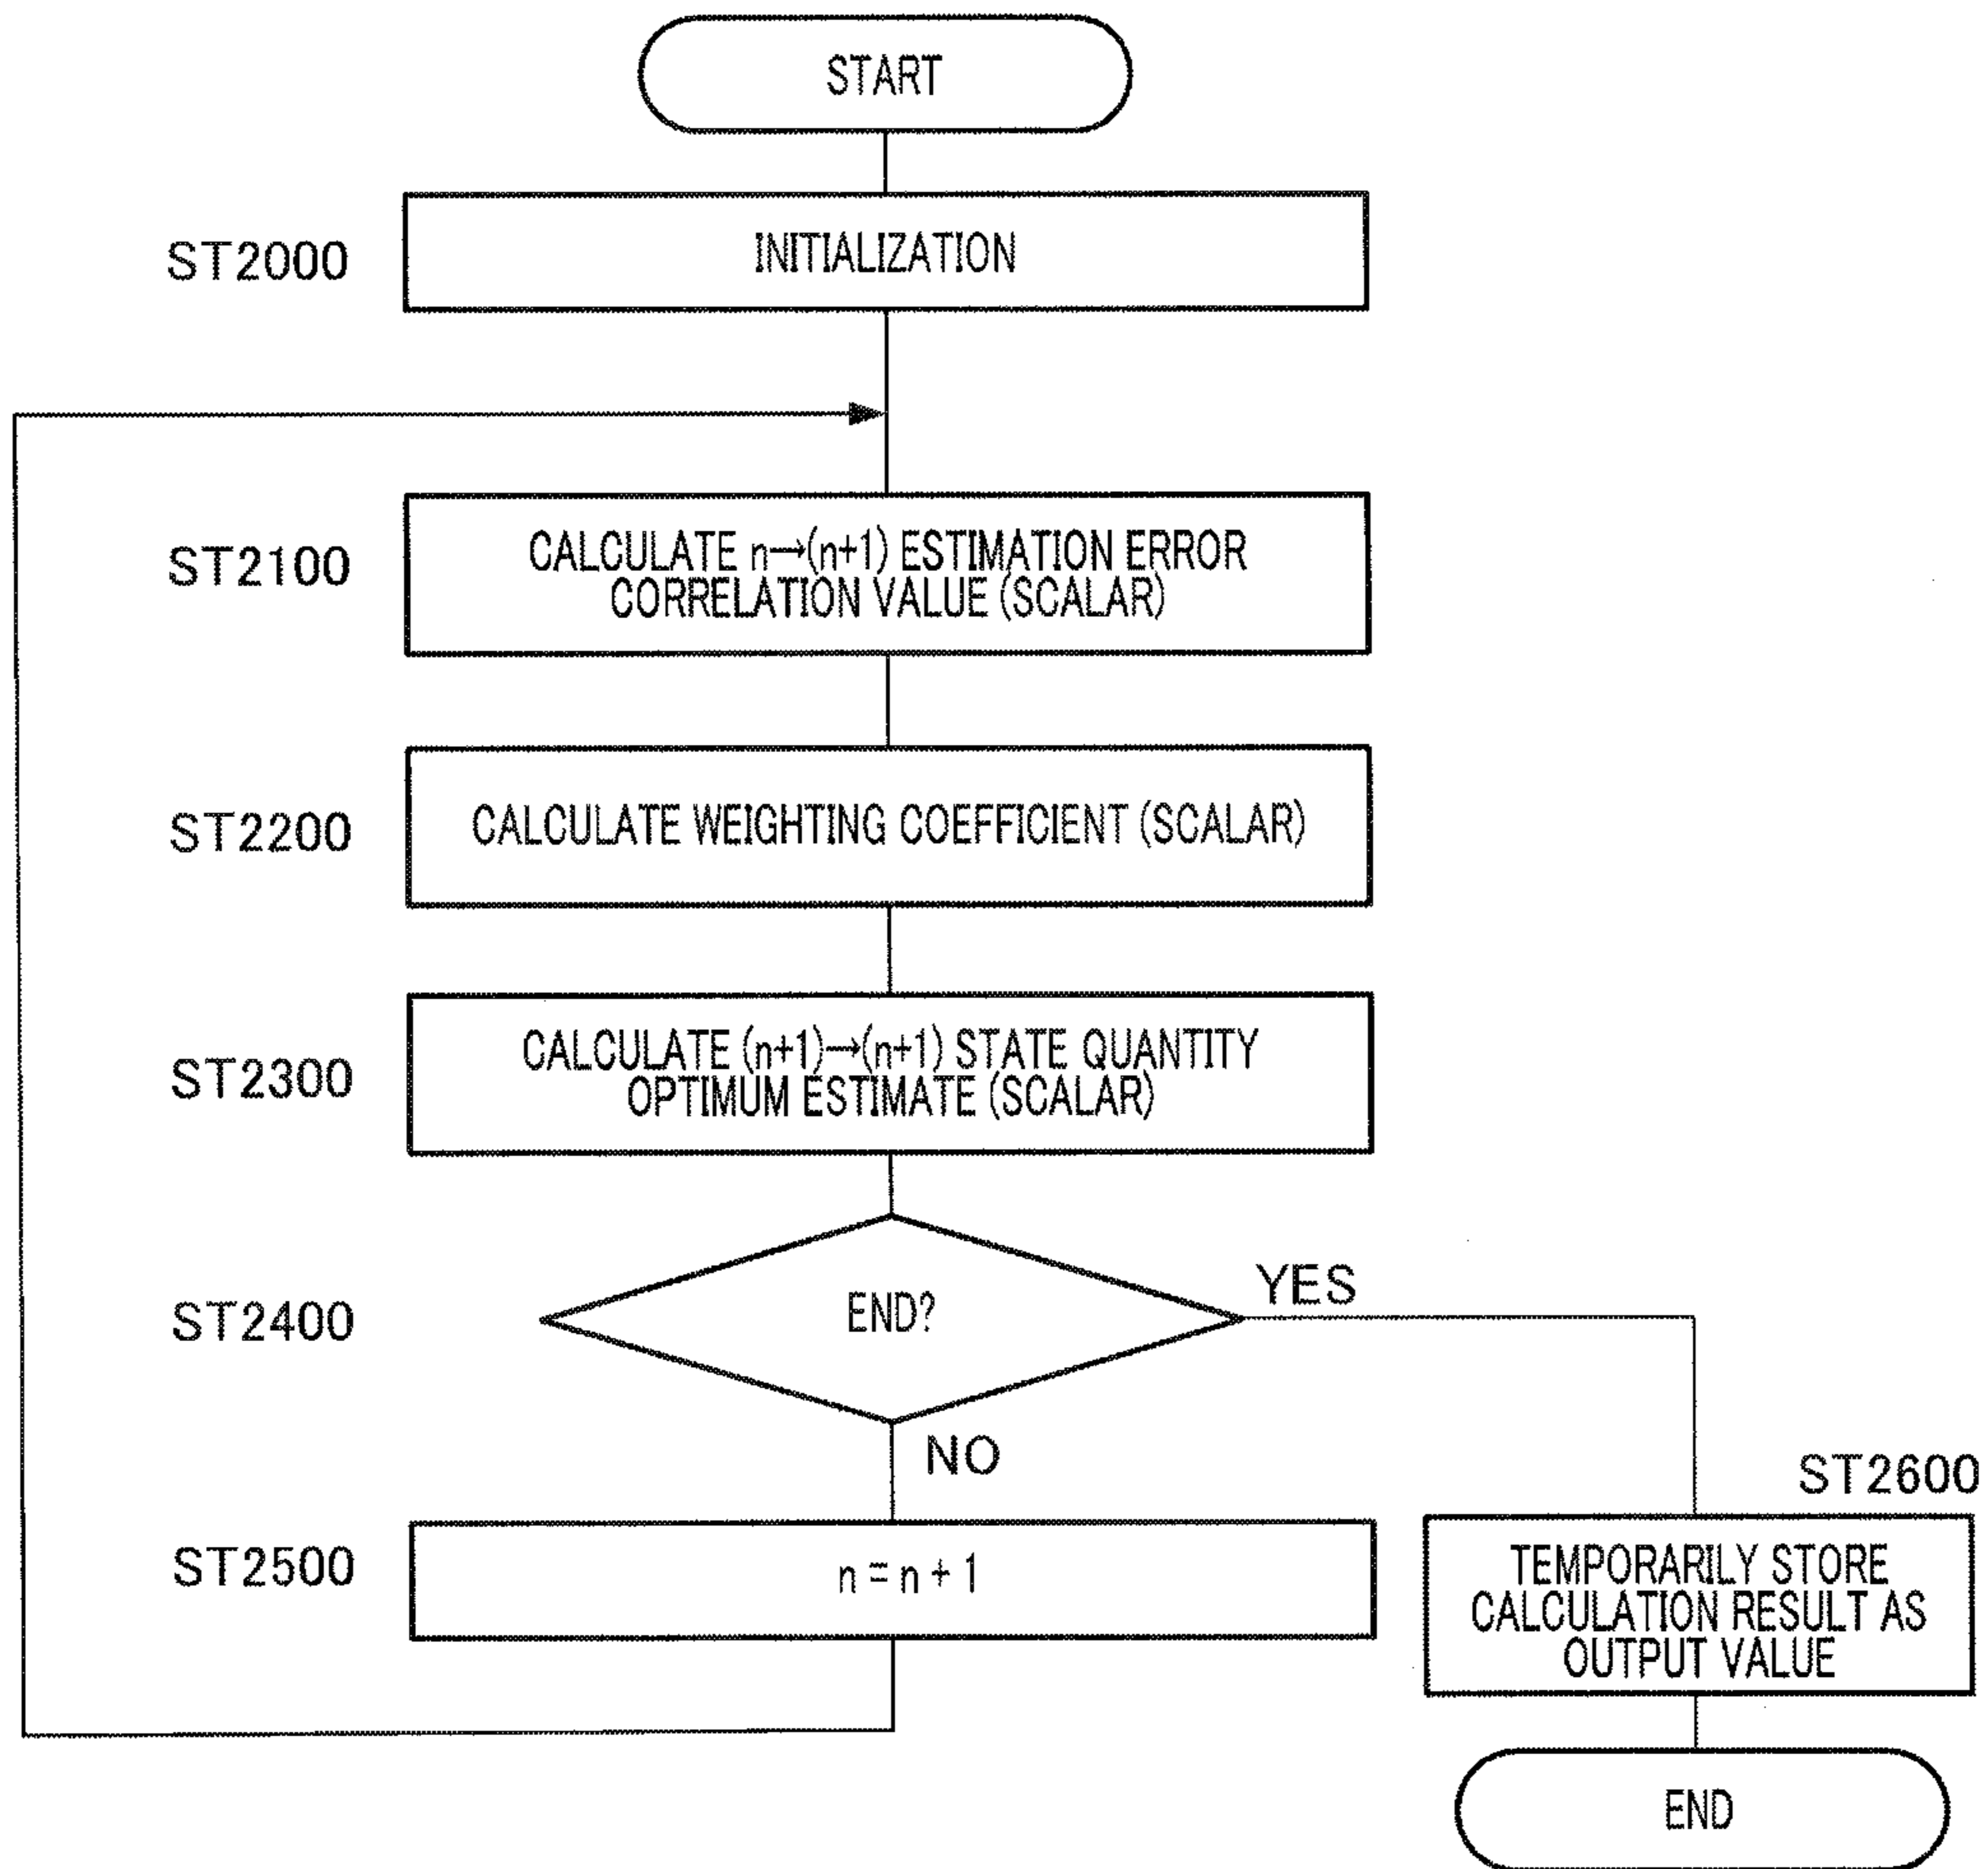 START
ST2000
INITIALIZATION
ST2100
CALCULATE n→(n+1) ESTIMATION ERROR
CORRELATION VALUE (SCALAR)
ST2200
CALCULATE WEIGHTING COEFFICIENT (SCALAR)
ST2300
CALCULATE (n+1)→(n+1) STATE QUANTITY
OPTIMUM ESTIMATE (SCALAR)
ST2400
END?
YES
NO
ST2500
n = n + 1
ST2600
TEMPORARILY STORE
CALCULATION RESULT AS
OUTPUT VALUE
END